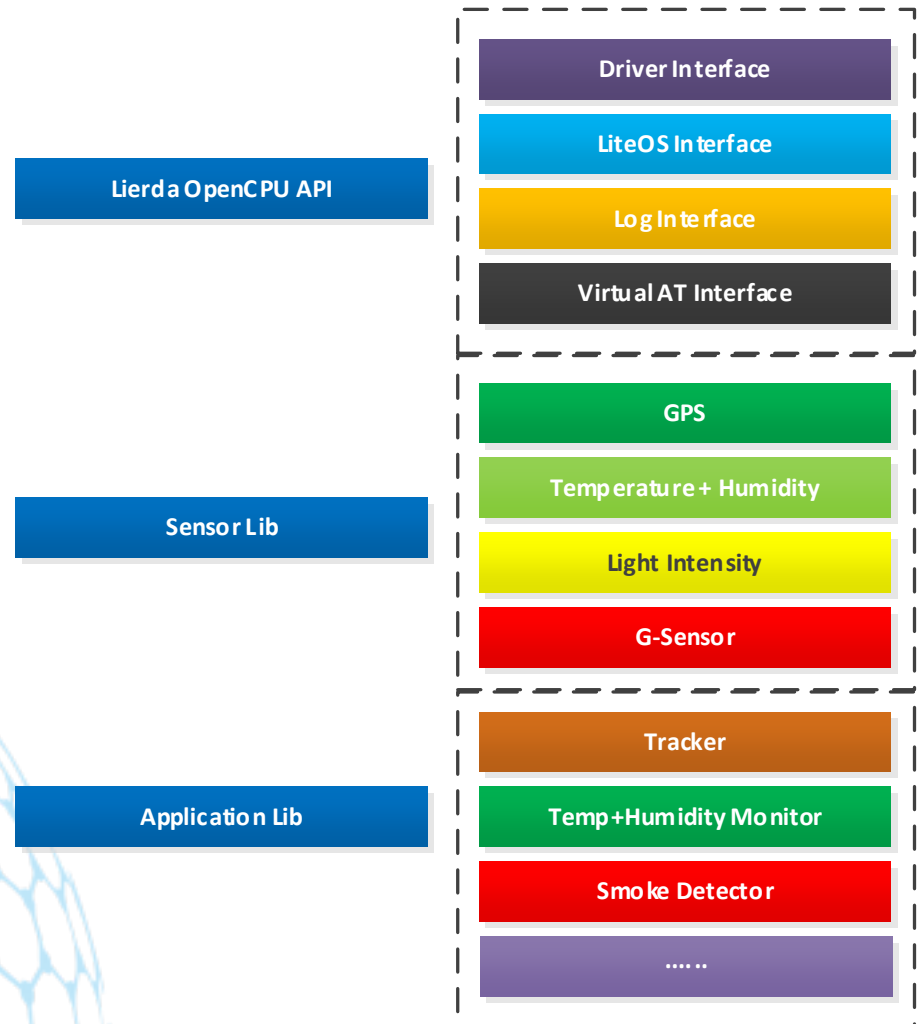 Driver Interface
LiteOS Interface
Lierda OpenCPU API
Log Interface
Virtual AT Interface
GPS
Temperature+ Humidity
Sensor Lib
Light Intensity
G-Sensor
Tracker
Application Lib
Temp+Humidity Monitor
Smoke Detector
......